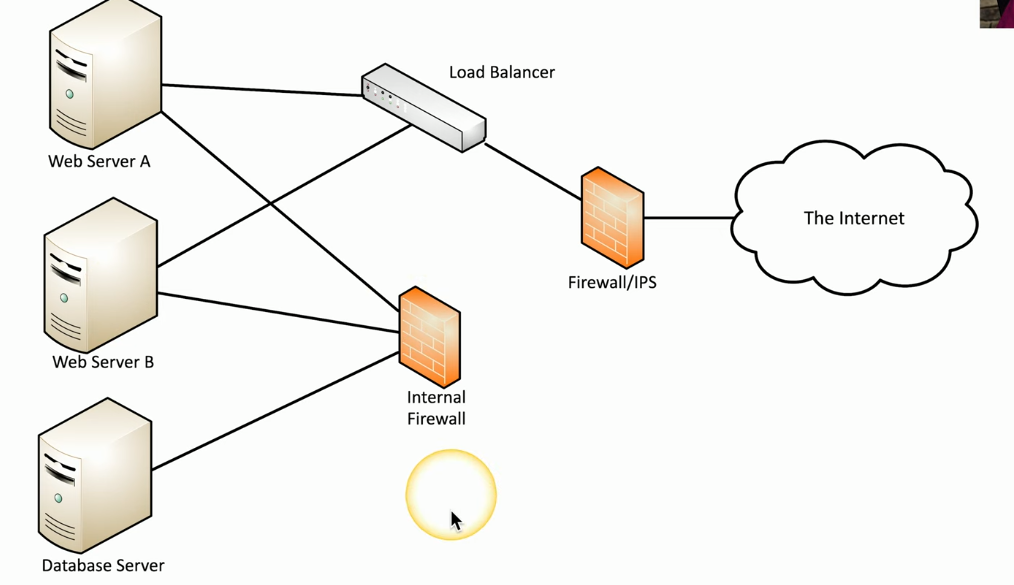 Load Balancer
Web Server A
The Internet
Firewall/IPS
Web Server B
Internal
Firewall
Database Server